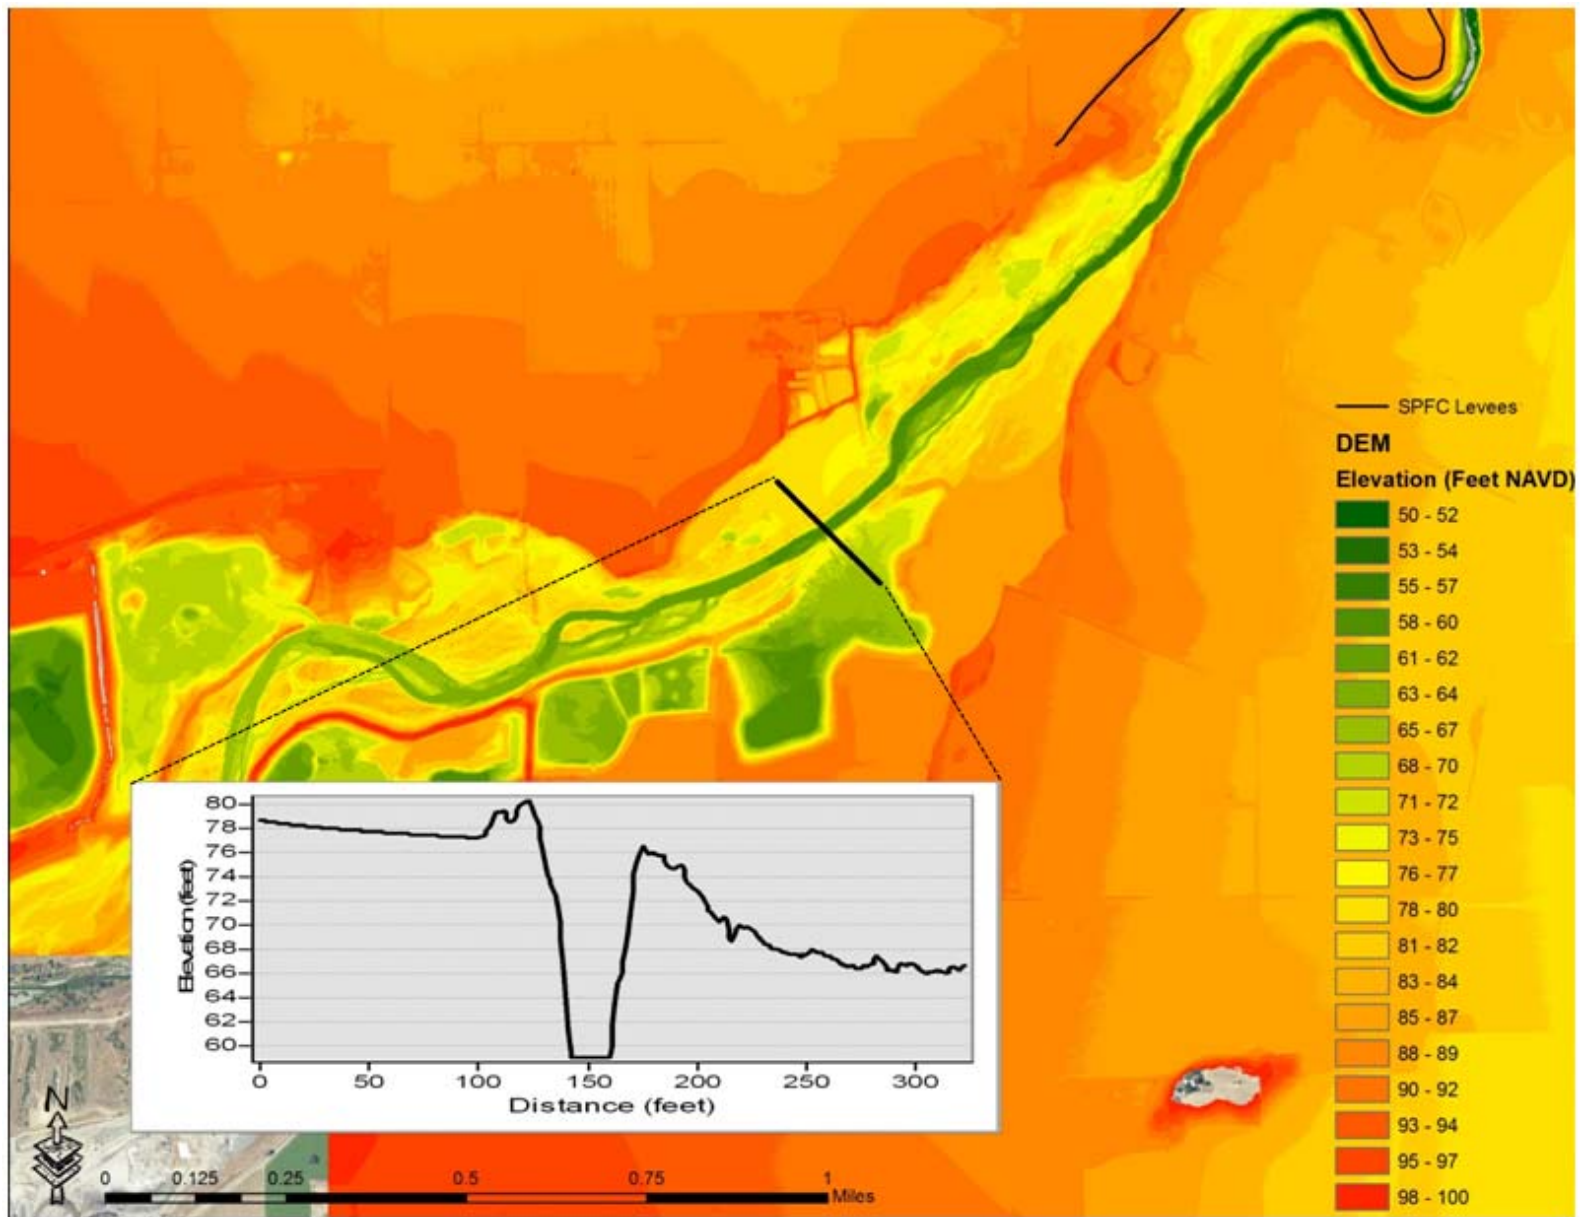 SPFC Levees
DEM
Elevation (Feet NAVD)
50 - 52
53 - 54
55 - 57
58 - 60
61 - 62
63 - 64
65 - 67
68 - 70
71 - 72
73 - 75
76 - 77
78 - 80
81 - 82
83 - 84
85 - 87
88 - 89
90 - 92
93 - 94
95 - 97
98 - 100
80
78
76
74
72
70
68
66
64
62
60
Elevation (feet)
0 50 100 150 200 250 300
Distance (feet)
N
0 0.125 0.25 0.5 0.75 1
Miles